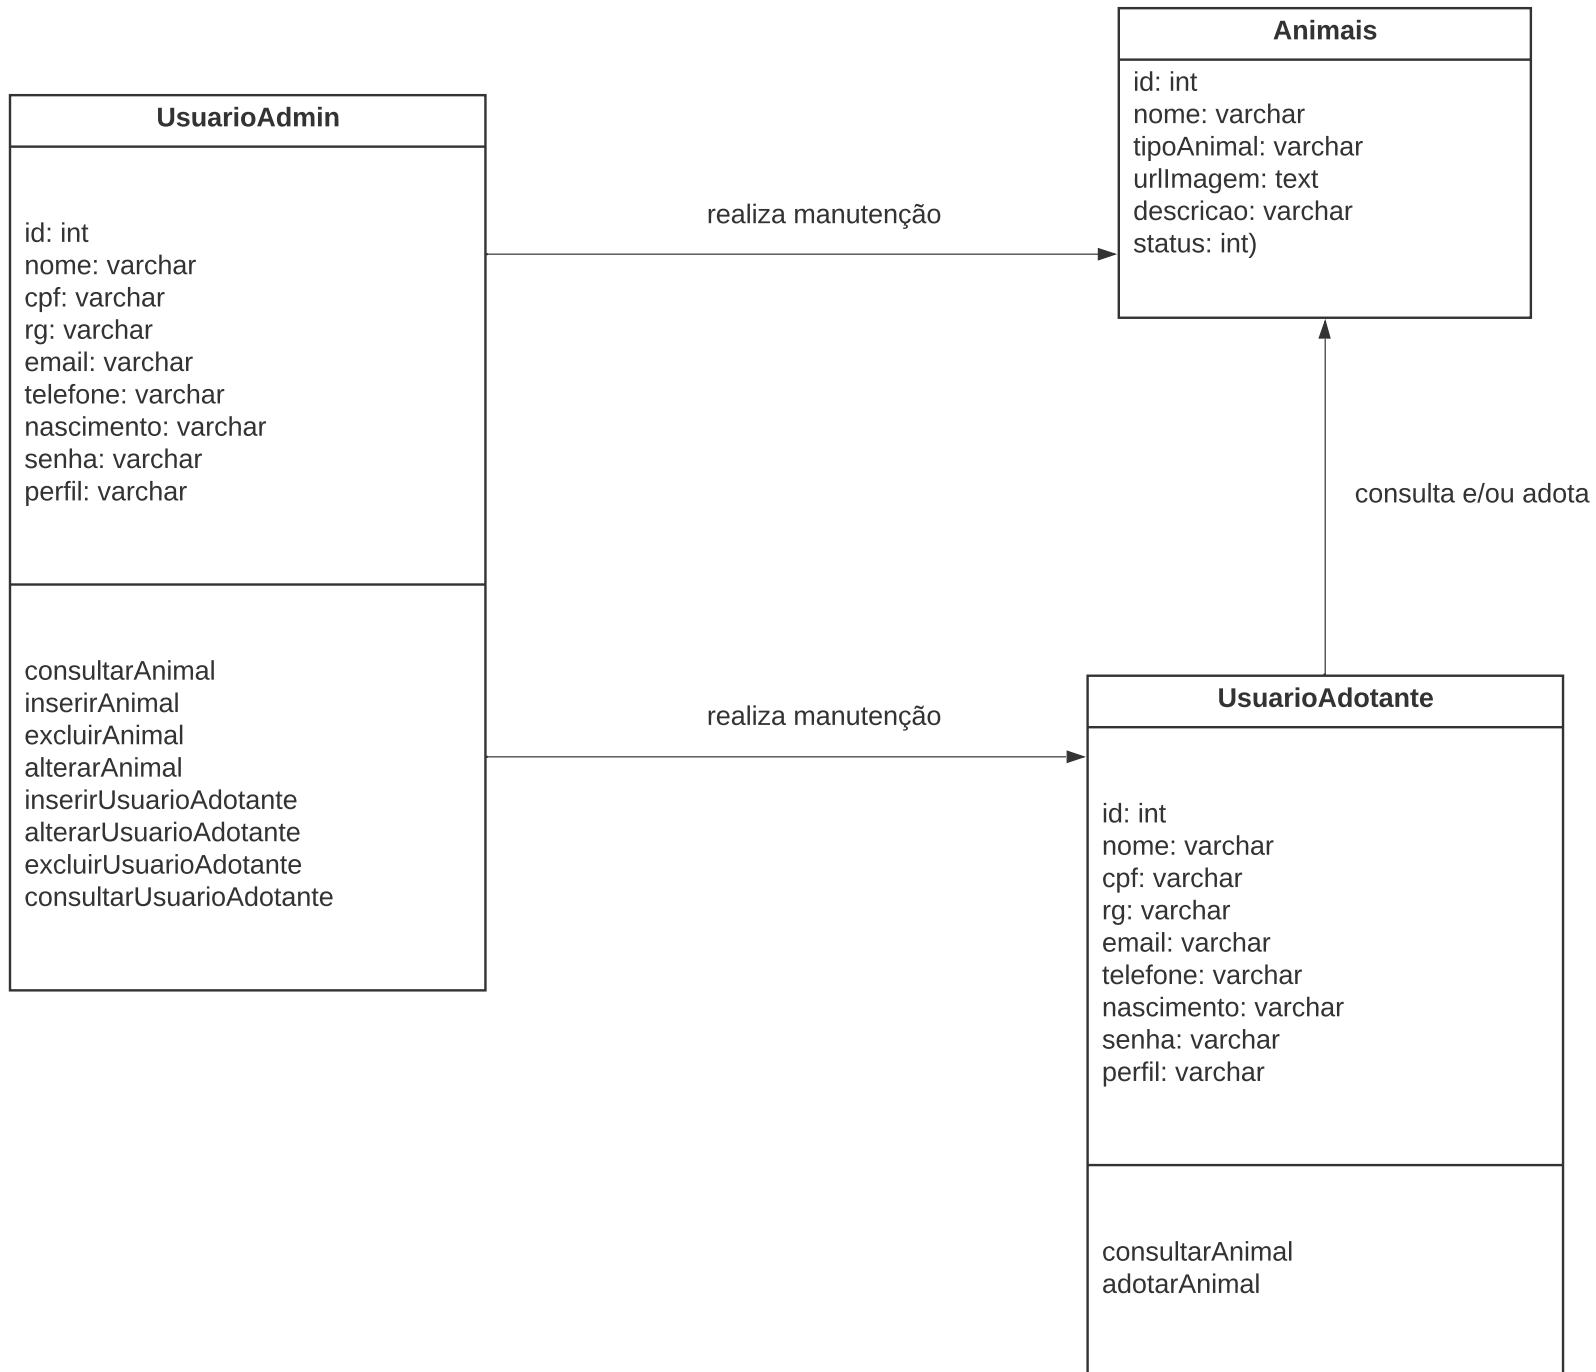 UsuarioAdmin
id: int
nome: varchar
cpf: varchar
rg: varchar
email: varchar
telefone: varchar
nascimento: varchar
senha: varchar
perfil: varchar
consultarAnimal
inserirAnimal
excluirAnimal
alterarAnimal
inserirUsuarioAdotante
alterarUsuarioAdotante
excluirUsuarioAdotante
consultarUsuarioAdotante
realiza manutenção
realiza manutenção
Animais
id: int
nome: varchar
tipoAnimal: varchar
urlImagem: text
descricao: varchar
status: int)
consulta e/ou adota
UsuarioAdotante
id: int
nome: varchar
cpf: varchar
rg: varchar
email: varchar
telefone: varchar
nascimento: varchar
senha: varchar
perfil: varchar
consultarAnimal
adotarAnimal